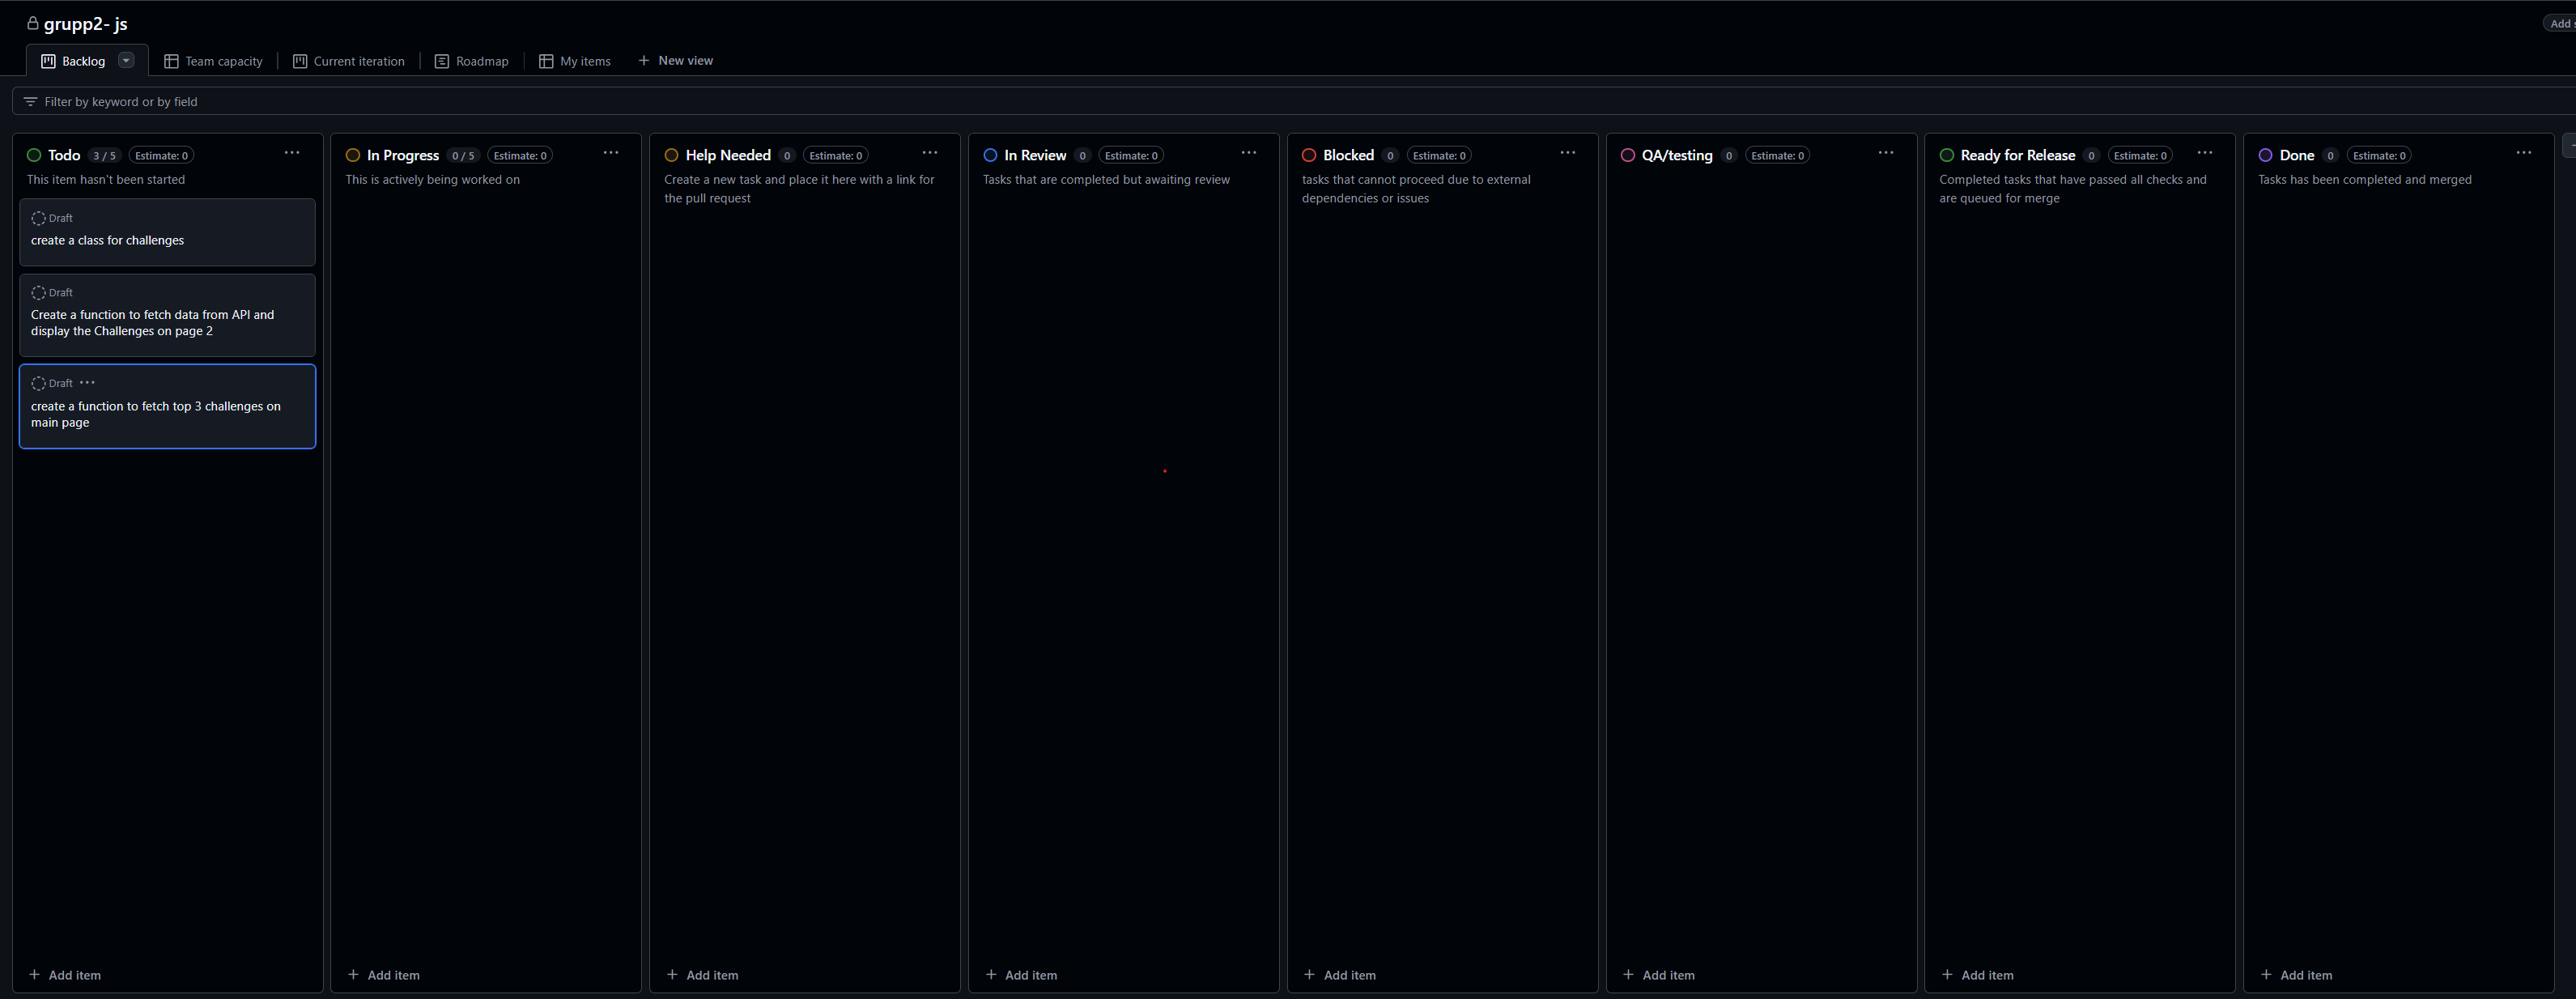 grupp2- js
Add
Backlog
Team capacity
Current iteration
Roadmap
My items
New view
Filter by keyword or by field
Todo 3 / 5 Estimate: 0
This item hasn't been started
Draft
create a class for challenges
Draft
Create a function to fetch data from API and
display the Challenges on page 2
Draft
create a function to fetch top 3 challenges on
main page
Add item
In Progress 0 / 5 Estimate: 0
This is actively being worked on
Add item
Help Needed 0 Estimate: 0
Create a new task and place it here with a link for
the pull request
Add item
In Review 0 Estimate: 0
Tasks that are completed but awaiting review
Add item
Blocked 0 Estimate: 0
tasks that cannot proceed due to external
dependencies or issues
Add item
QA/testing 0 Estimate: 0
Add item
Ready for Release 0 Estimate: 0
Completed tasks that have passed all checks and
are queued for merge
Add item
Done 0 Estimate: 0
Tasks has been completed and merged
Add item